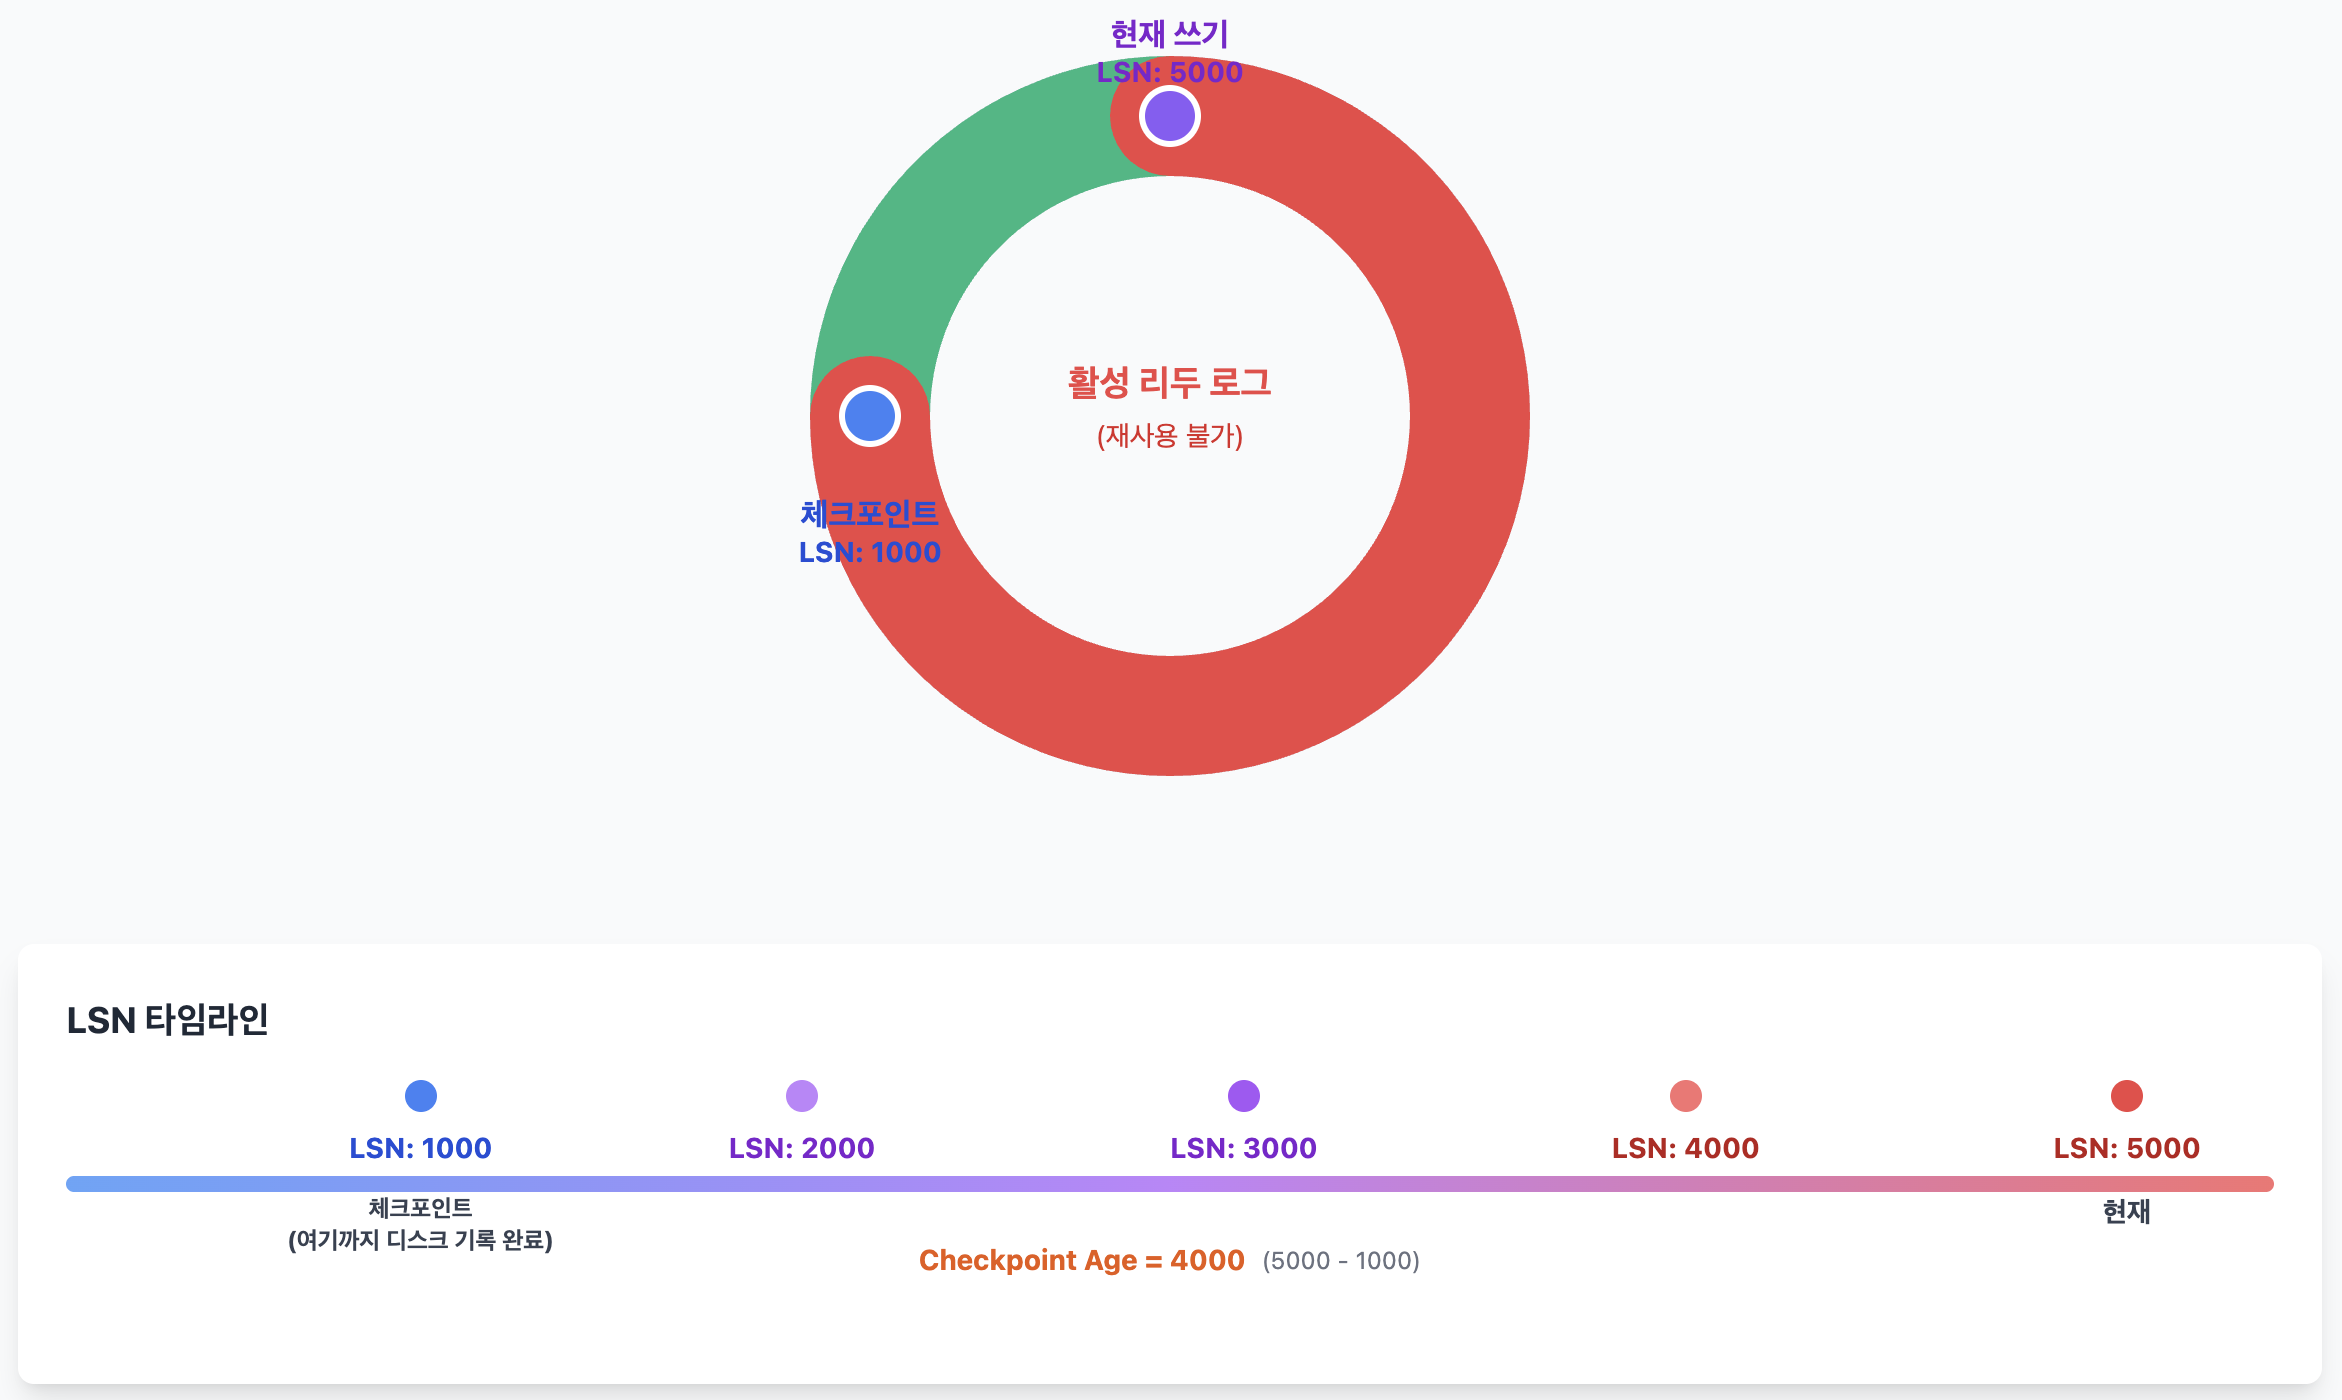 현재 쓰기
LSN: 5000
활성 리두 로그
(재사용 불가)
체크포인트
LSN: 1000
LSN 타임라인
LSN: 1000
LSN: 2000
LSN: 3000
LSN: 4000
LSN: 5000
체크포인트
(여기까지 디스크 기록 완료)
현재
Checkpoint Age = 4000 (5000 - 1000)